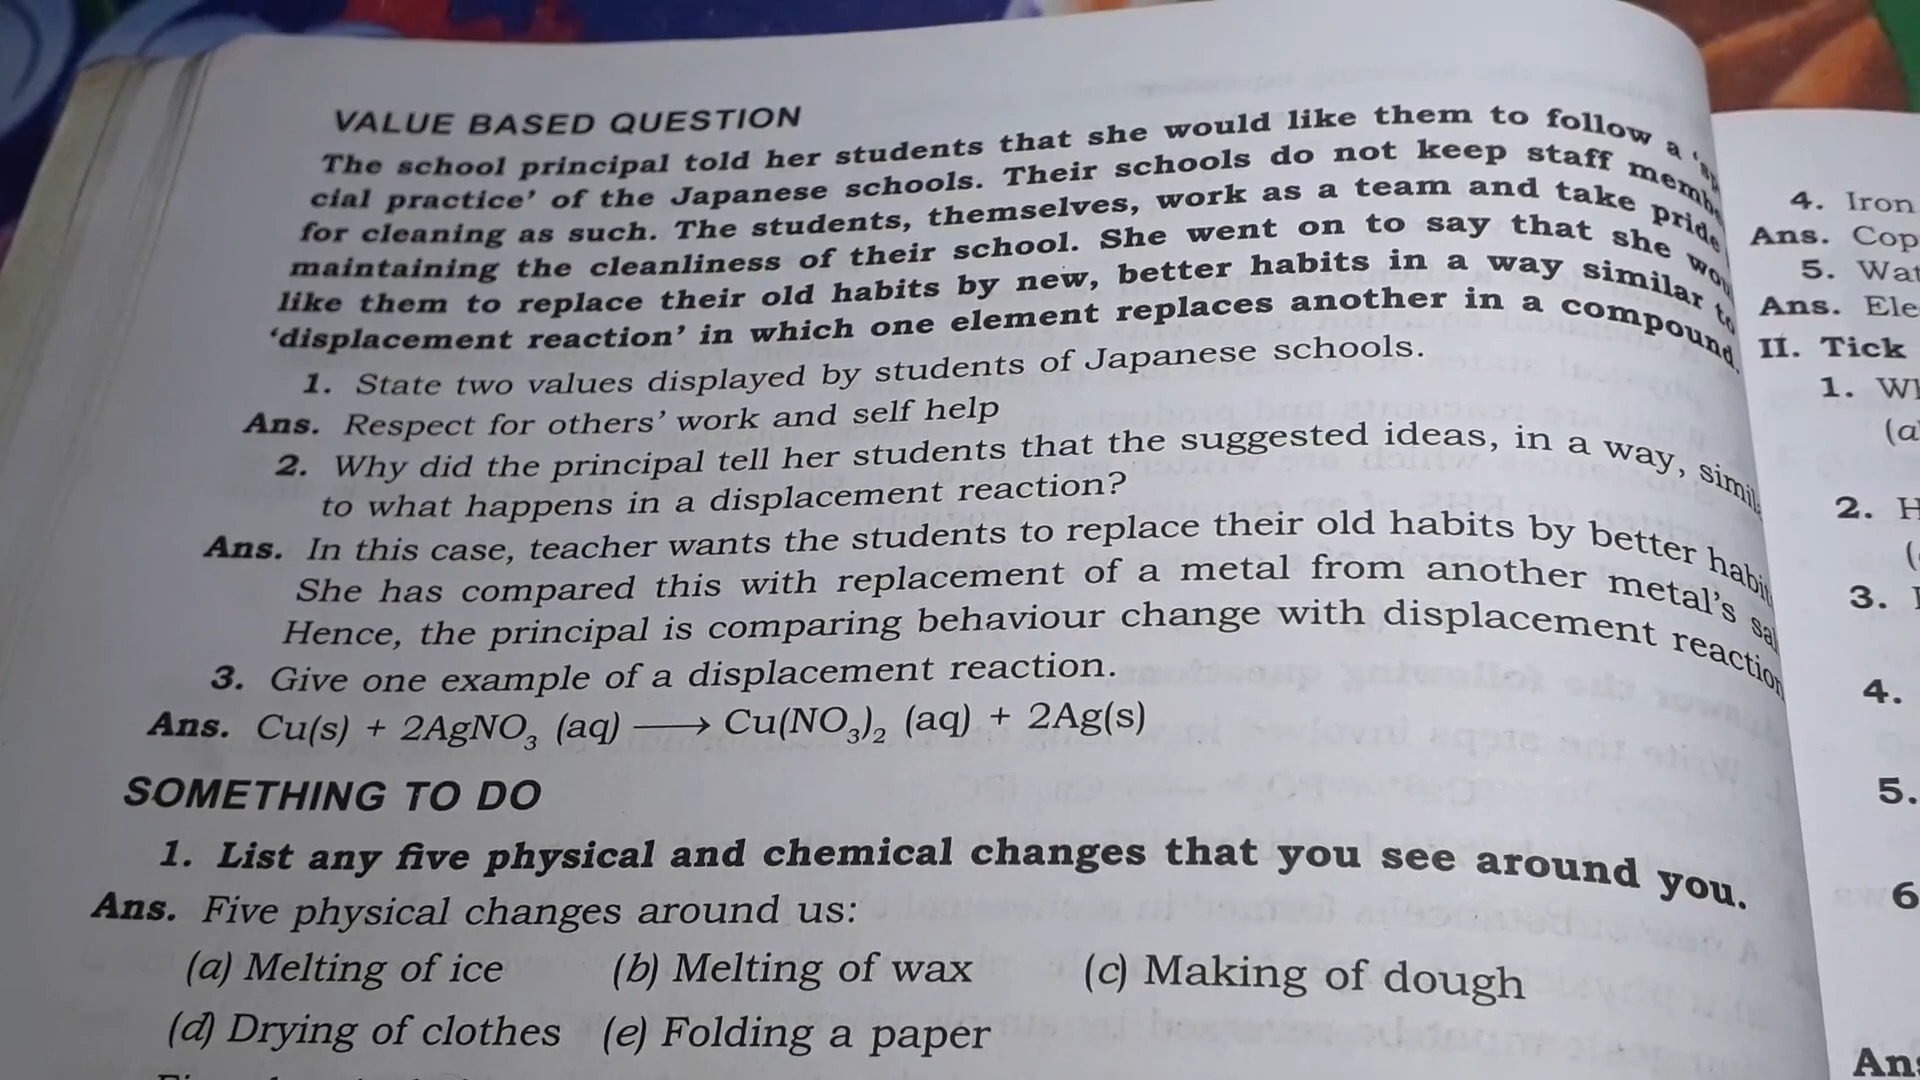 VALUE BASED QUESTION
The school principal told her students that she would like them to follow a
cial practice' of the Japanese schools. Their schools do not keep staff
for cleaning as such. The students, themselves, work as a team and take pride
maintaining the cleanliness of their school. She went on to say that she
like them to replace their old habits by new, better habits in a way similar to
'displacement reaction' in which one element replaces another in a compound.
1. State two values displayed by students of Japanese schools.
Ans. Respect for others' work and self help
2. Why did the principal tell her students that the suggested ideas, in a way,
to what happens in a displacement reaction?
Ans. In this case, teacher wants the students to replace their old habits by better
She has compared this with replacement of a metal from another metal's
Hence, the principal is comparing behaviour change with displacement reaction
3. Give one example of a displacement reaction.
Ans. Cu(s) + 2AgNO₃ (aq) ⟶ Cu(NO₃)₂ (aq) + 2Ag(s)
SOMETHING TO DO
1. List any five physical and chemical changes that you see around you.
Ans. Five physical changes around us:
(a) Melting of ice (b) Melting of wax (c) Making of dough
(d) Drying of clothes (e) Folding a paper
4. Iron
Ans.
5.
Ans.
II. Tick
1.
2.
3.
4.
5.
6